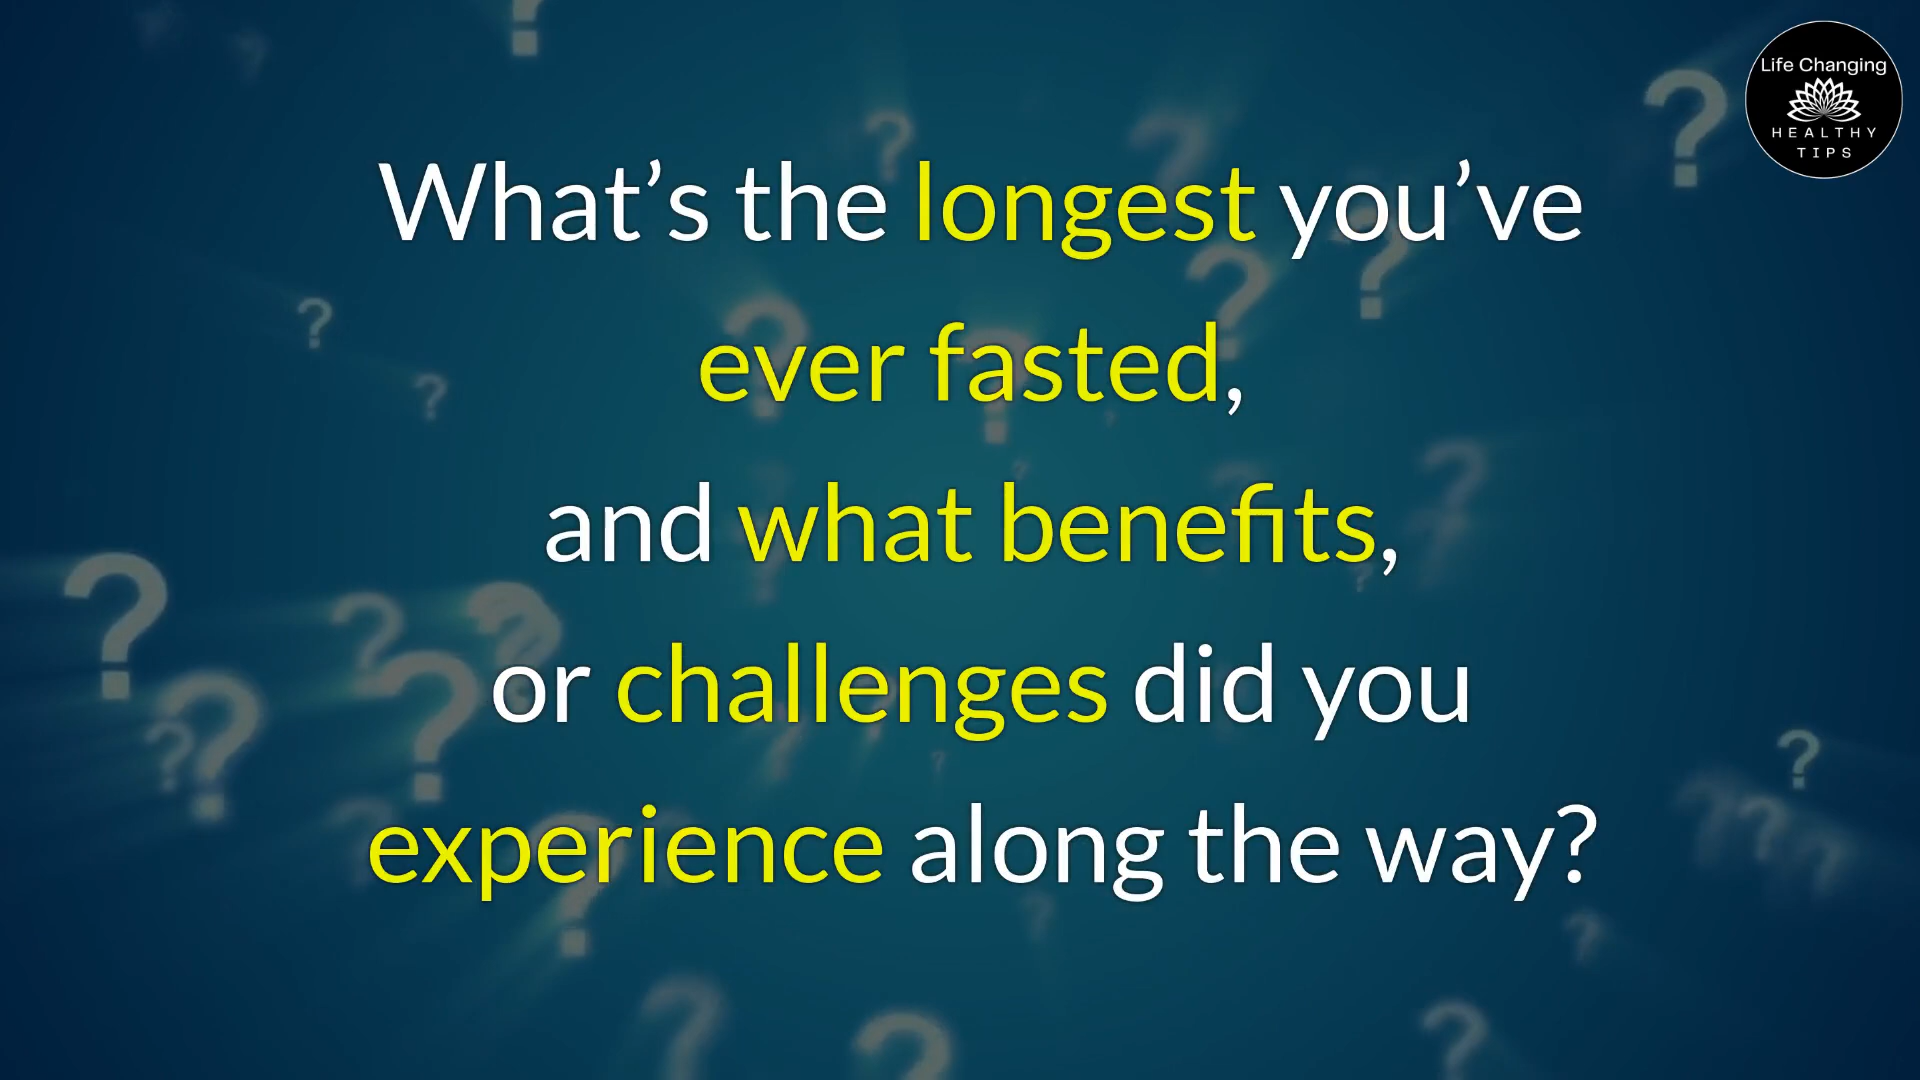 Life Changing
HEALTHY
TIPS
What’s the longest you’ve
ever fasted,
and what benefits,
or challenges did you
experience along the way?